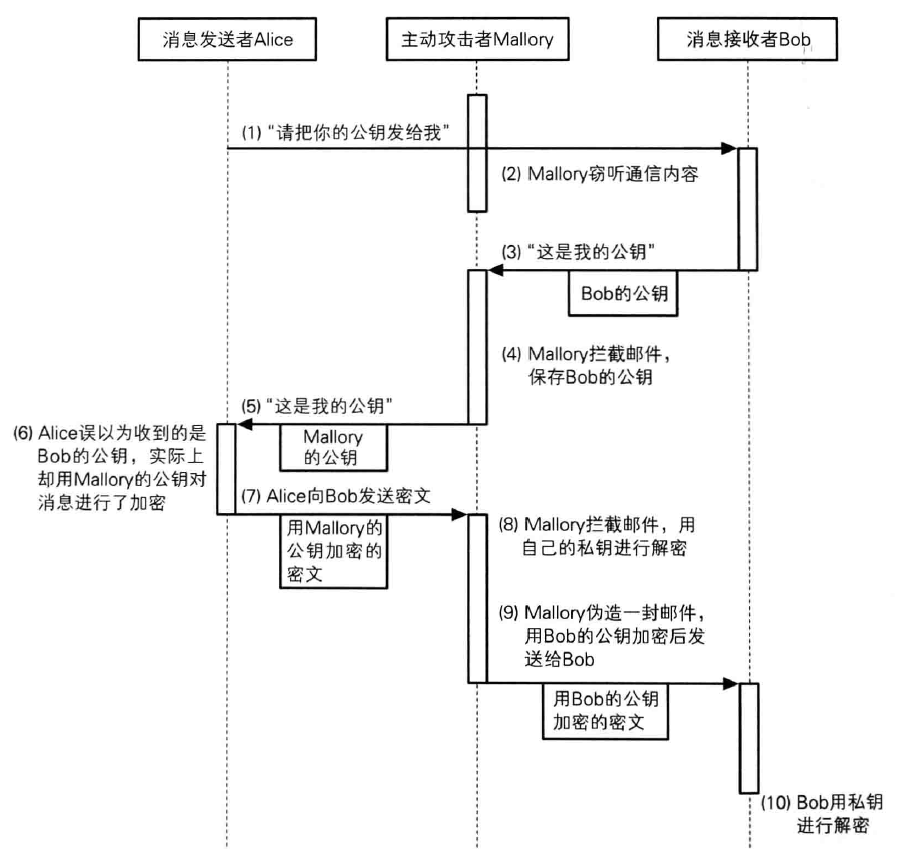 消息发送者Alice
主动攻击者Mallory
消息接收者Bob
(1) “请把你的公钥发给我”
(2) Mallory窃听通信内容
(3) “这是我的公钥”
Bob的公钥
(4) Mallory拦截邮件，
保存Bob的公钥
(5) “这是我的公钥”
Mallory
的公钥
(6) Alice误以为收到的是
Bob的公钥，实际上
却用Mallory的公钥对
消息进行了加密
(7) Alice向Bob发送密文
用Mallory的
公钥加密的
密文
(8) Mallory拦截邮件，用
自己的私钥进行解密
(9) Mallory伪造一封邮件，
用Bob的公钥加密后发
送给Bob
用Bob的公钥
加密的密文
(10) Bob用私钥
进行解密